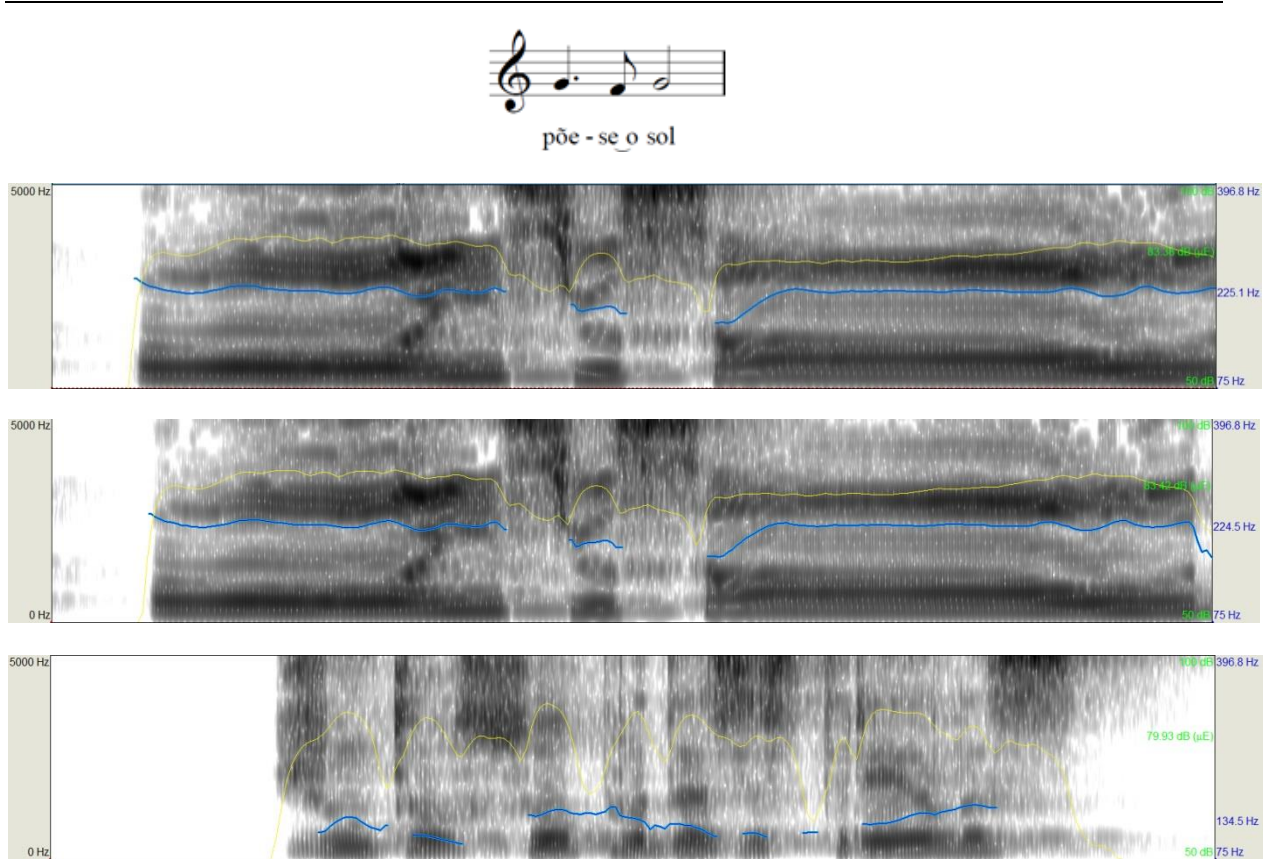 põe - se o sol
5000 Hz 100 dB 396.8 Hz
83.38 dB (µE)
225.1 Hz
50 dB 75 Hz
5000 Hz 100 dB 396.8 Hz
83.42 dB (µE)
224.5 Hz
0 Hz 50 dB 75 Hz
5000 Hz 100 dB 396.8 Hz
79.93 dB (µE)
134.5 Hz
0 Hz 50 dB 75 Hz